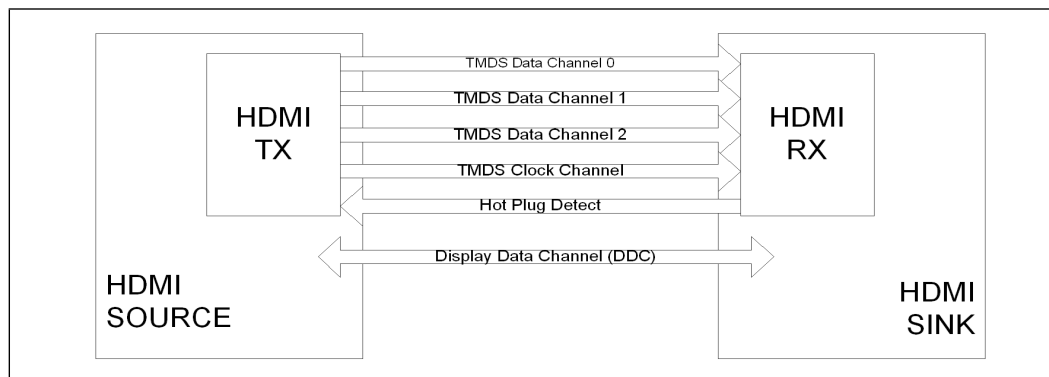 HDMI
TX
TMDS Data Channel 0
TMDS Data Channel 1
TMDS Data Channel 2
TMDS Clock Channel
Hot Plug Detect
Display Data Channel (DDC)
HDMI
RX
HDMI
SOURCE
HDMI
SINK